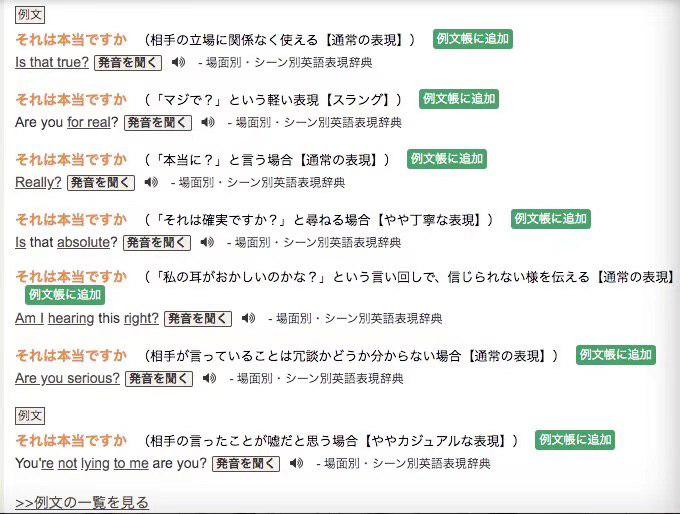 例文
それは本当ですか （相手の立場に関係なく使える【通常の表現】） 例文帳に追加
Is that true? 発音を聞く - 場面別・シーン別英語表現辞典
それは本当ですか （「マジで？」という軽い表現【スラング】） 例文帳に追加
Are you for real? 発音を聞く - 場面別・シーン別英語表現辞典
それは本当ですか （「本当に？」と言う場合【通常の表現】） 例文帳に追加
Really? 発音を聞く - 場面別・シーン別英語表現辞典
それは本当ですか （「それは確実ですか？」と尋ねる場合【やや丁寧な表現】） 例文帳に追加
Is that absolute? 発音を聞く - 場面別・シーン別英語表現辞典
それは本当ですか （「私の耳がおかしいのかな？」という言い回しで、信じられない様を伝える【通常の表現】
例文帳に追加
Am I hearing this right? 発音を聞く - 場面別・シーン別英語表現辞典
それは本当ですか （相手が言っていることは冗談かどうか分からない場合【通常の表現】） 例文帳に追加
Are you serious? 発音を聞く - 場面別・シーン別英語表現辞典
例文
それは本当ですか （相手の言ったことが嘘だと思う場合【ややカジュアルな表現】） 例文帳に追加
You're not lying to me are you? 発音を聞く - 場面別・シーン別英語表現辞典
>>例文の一覧を見る